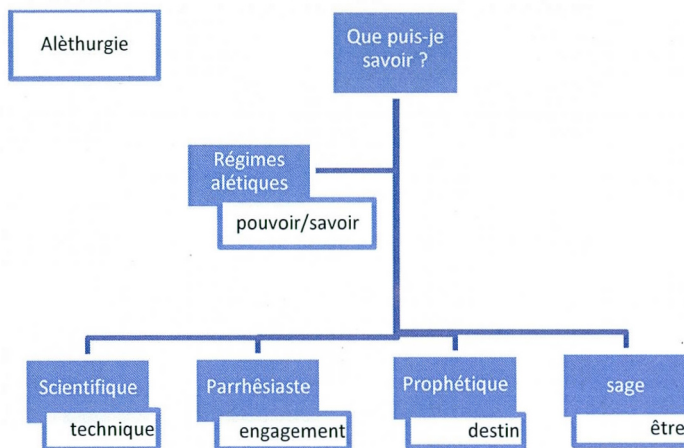 Alèthurgie
Que puis-je
savoir ?
Régimes
alétiques
pouvoir/savoir
Scientifique
technique
Parrhêsiaste
engagement
Prophétique
destin
sage
être